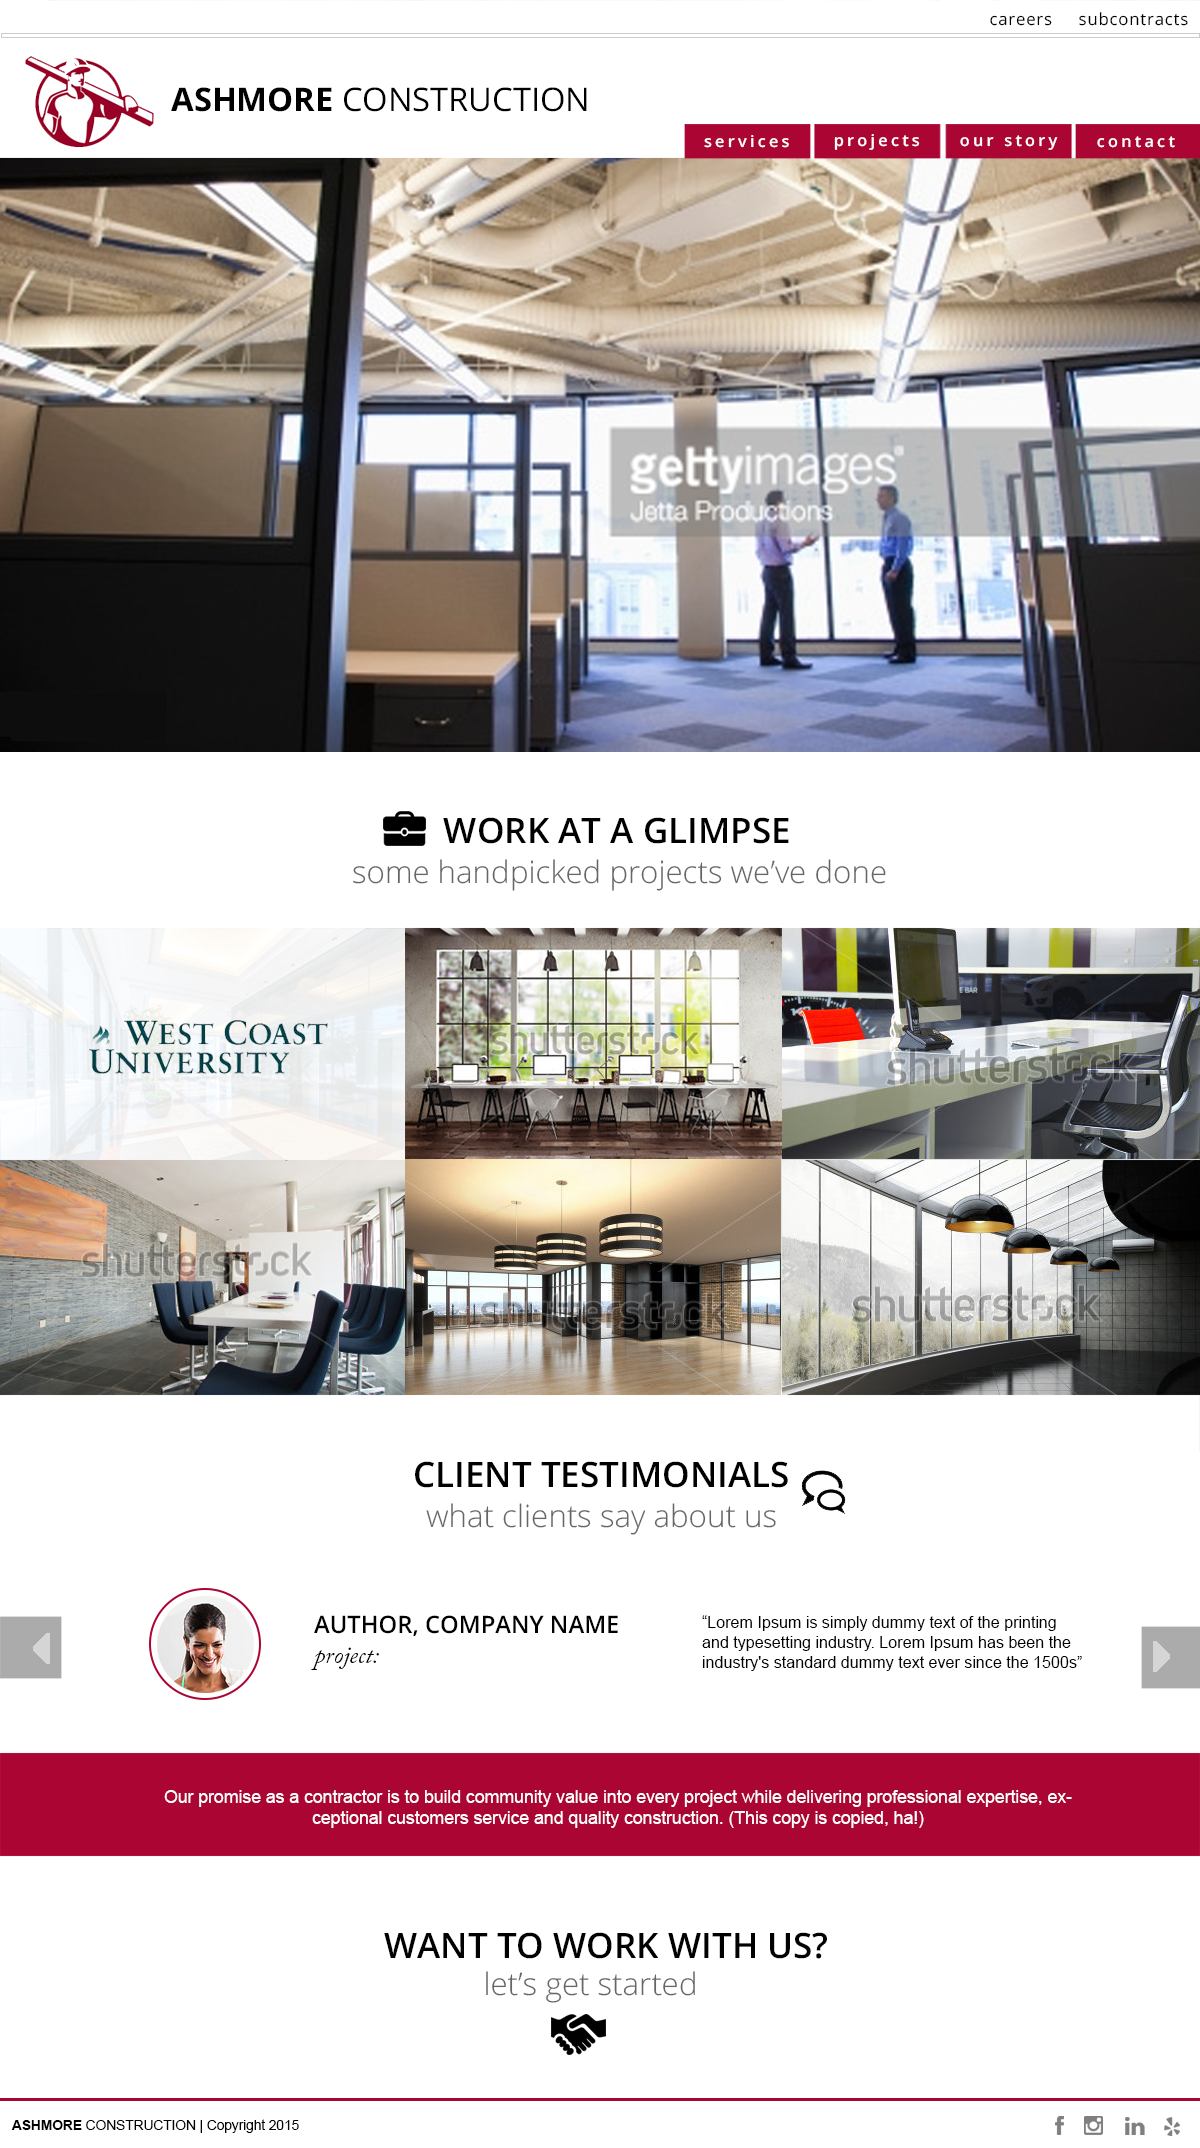 careers subcontracts
ASHMORE CONSTRUCTION
services projects our story contact
gettyimages®
Jetta Productions
WORK AT A GLIMPSE
some handpicked projects we’ve done
WEST COAST
UNIVERSITY
shutterstock
E BAR
shutterstock
shutterstock
shutterstock
shutterstock
CLIENT TESTIMONIALS
what clients say about us
AUTHOR, COMPANY NAME
project:
“Lorem Ipsum is simply dummy text of the printing
and typesetting industry. Lorem Ipsum has been the
industry's standard dummy text ever since the 1500s”
Our promise as a contractor is to build community value into every project while delivering professional expertise, ex-
ceptional customers service and quality construction. (This copy is copied, ha!)
WANT TO WORK WITH US?
let’s get started
ASHMORE CONSTRUCTION | Copyright 2015